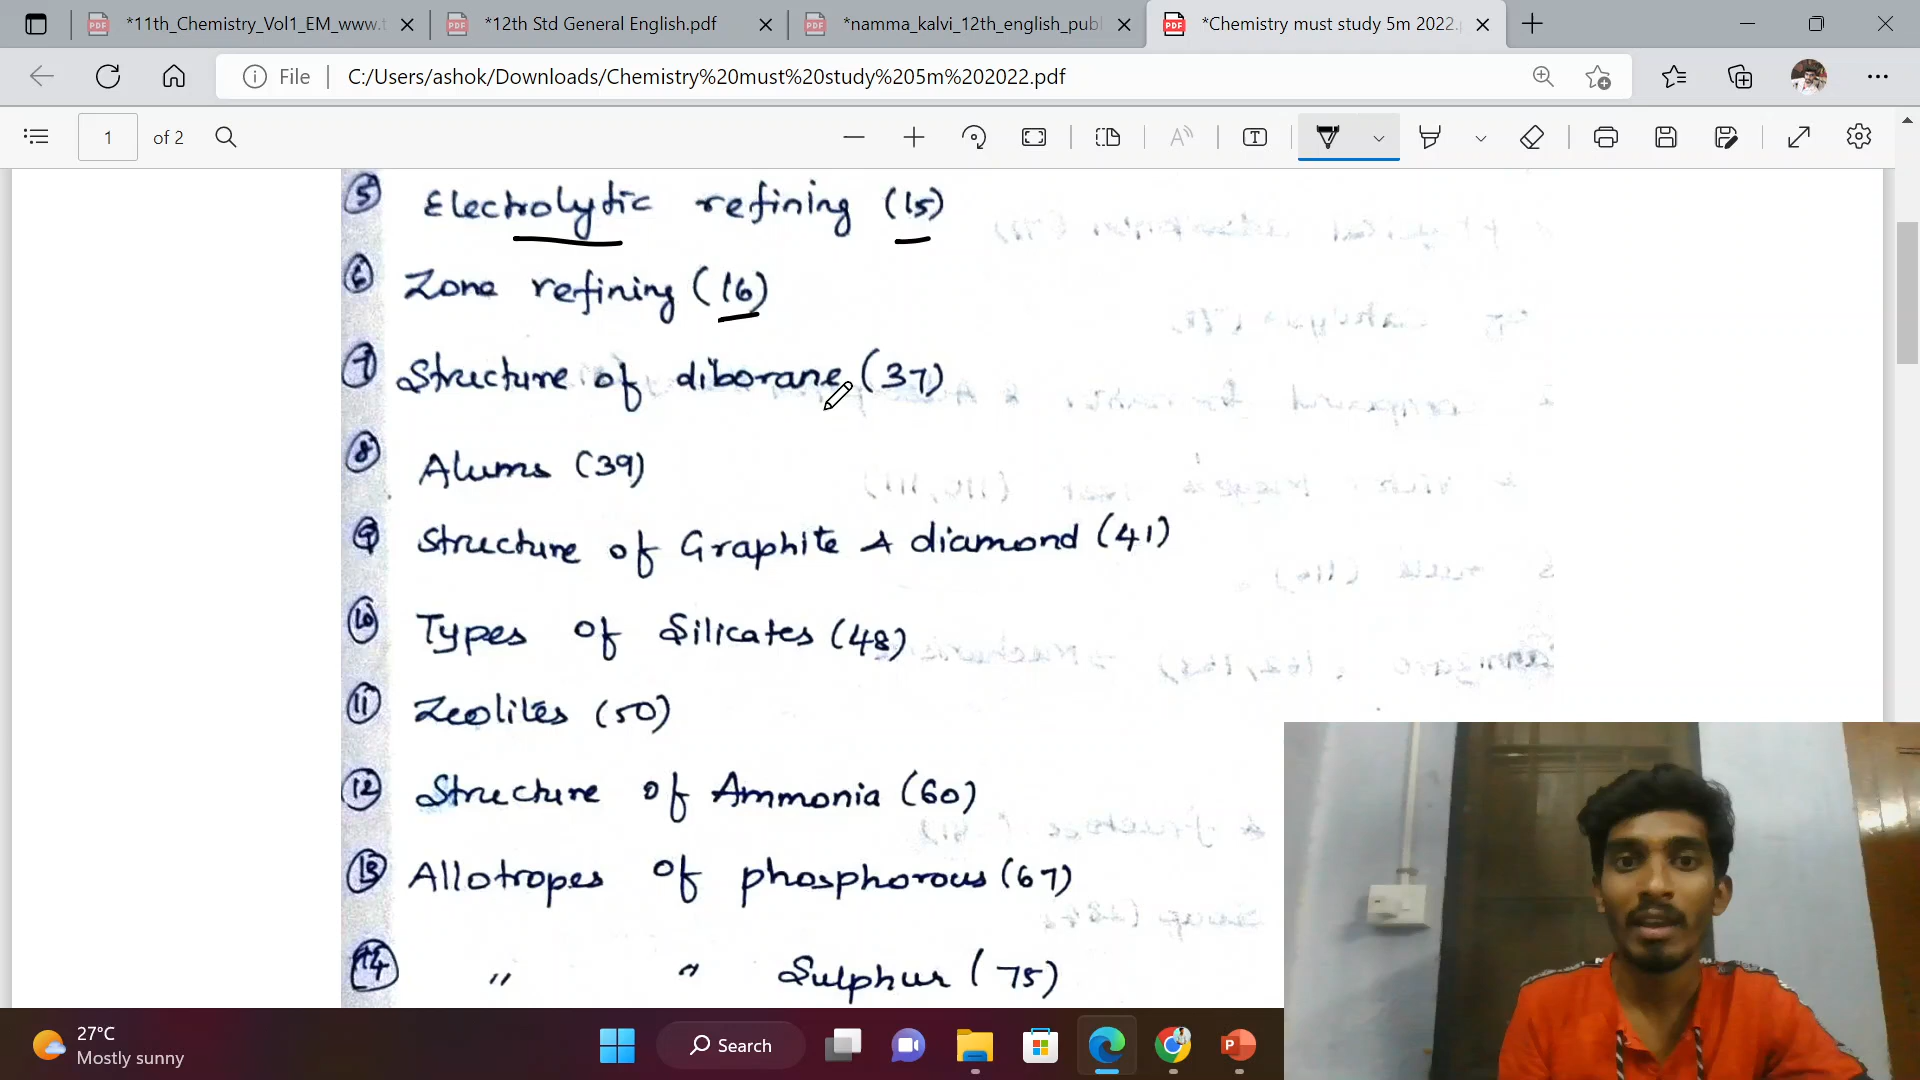 *11th_Chemistry_Vol1_EM_www.t
*12th Std General English.pdf
*namma_kalvi_12th_english_publ
*Chemistry must study 5m 2022.
File
C:/Users/ashok/Downloads/Chemistry%20must%20study%205m%202022.pdf
1 of 2
5 Electrolytic refining (15)
6 Zone refining (16)
7 Structure of diborane (37)
8 Alums (39)
9 Structure of Graphite & diamond (41)
10 Types of Silicates (48)
11 Zeolites (50)
12 Structure of Ammonia (60)
13 Allotropes of phosphorous (67)
14 " " Sulphur (75)
27°C
Mostly sunny
Search